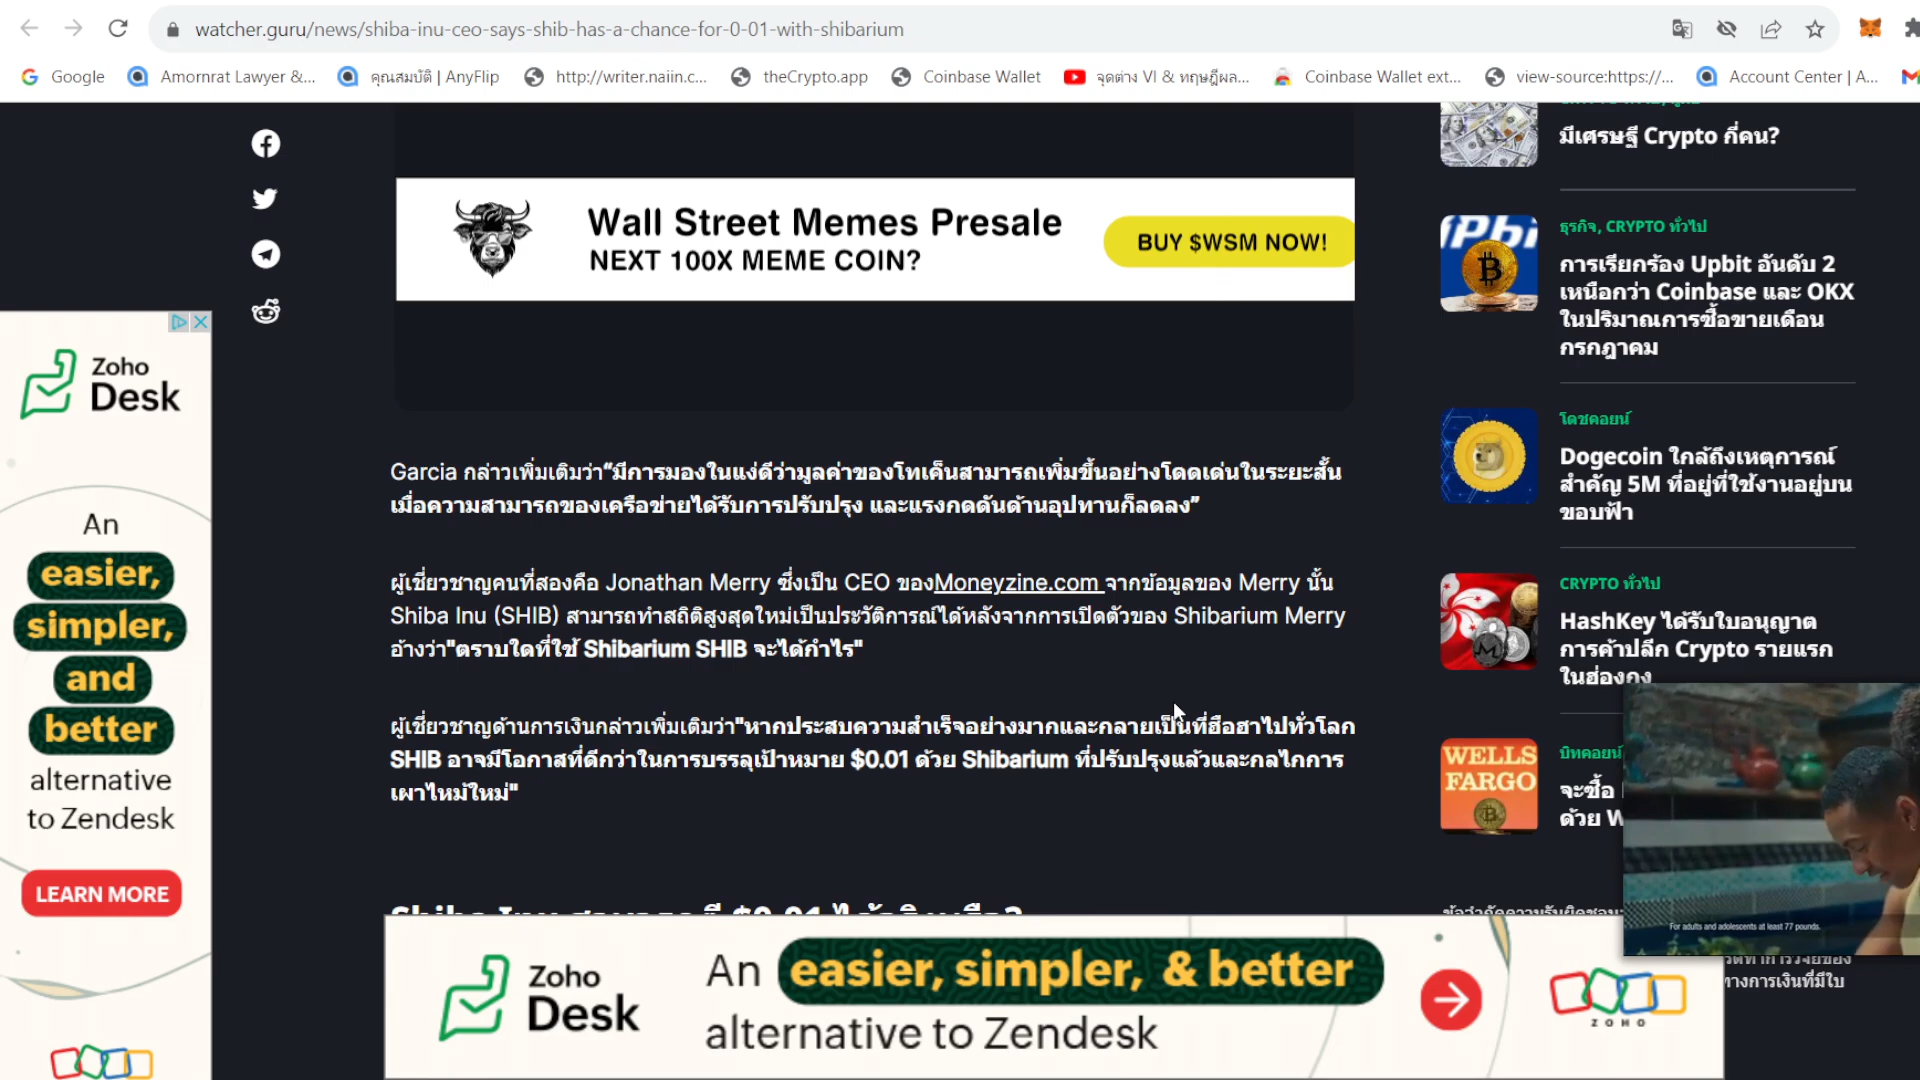 watcher.guru/news/shiba-inu-ceo-says-shib-has-a-chance-for-0-01-with-shibarium
Google
Amornrat Lawyer &...
คุณสมบัติ | AnyFlip
http://writer.naiin.c...
theCrypto.app
Coinbase Wallet
จุดต่าง VI & ทฤษฎีผล...
Coinbase Wallet ext...
view-source:https://...
Account Center | A...
Wall Street Memes Presale
NEXT 100X MEME COIN?
BUY $WSM NOW!
Garcia กล่าวเพิ่มเติมว่า“มีการมองในแง่ดีว่ามูลค่าของโทเค็นสามารถเพิ่มขึ้นอย่างโดดเด่นในระยะสั้น
เมื่อความสามารถของเครือข่ายได้รับการปรับปรุง และแรงกดดันด้านอุปทานก็ลดลง”
ผู้เชี่ยวชาญคนที่สองคือ Jonathan Merry ซึ่งเป็น CEO ของMoneyzine.com จากข้อมูลของ Merry นั้น
Shiba Inu (SHIB) สามารถทำสถิติสูงสุดใหม่เป็นประวัติการณ์ได้หลังจากการเปิดตัวของ Shibarium Merry
อ้างว่า"ตราบใดที่ใช้ Shibarium SHIB จะได้กำไร"
ผู้เชี่ยวชาญด้านการเงินกล่าวเพิ่มเติมว่า"หากประสบความสำเร็จอย่างมากและกลายเป็นที่ฮือฮาไปทั่วโลก
SHIB อาจมีโอกาสที่ดีกว่าในการบรรลุเป้าหมาย $0.01 ด้วย Shibarium ที่ปรับปรุงแล้วและกลไกการ
เผาไหม้ใหม่"
มีเศรษฐี Crypto กี่คน?
ธุรกิจ, CRYPTO ทั่วไป
การเรียกร้อง Upbit อันดับ 2
เหนือกว่า Coinbase และ OKX
ในปริมาณการซื้อขายเดือน
กรกฎาคม
โดชคอยน์
Dogecoin ใกล้ถึงเหตุการณ์
สำคัญ 5M ที่อยู่ที่ใช้งานอยู่บน
ขอบฟ้า
CRYPTO ทั่วไป
HashKey ได้รับใบอนุญาต
การค้าปลีก Crypto รายแรก
ในฮ่องกง
WELLS
FARGO
บิทคอยน์
จะซื้อ
ด้วย W
For adults and adolescents at least 77 pounds.
ทางการเงินที่มีใบ
Zoho
Desk
An
easier,
simpler,
and
better
alternative
to Zendesk
LEARN MORE
Zoho
Desk
An easier, simpler, & better
alternative to Zendesk
ZOHO